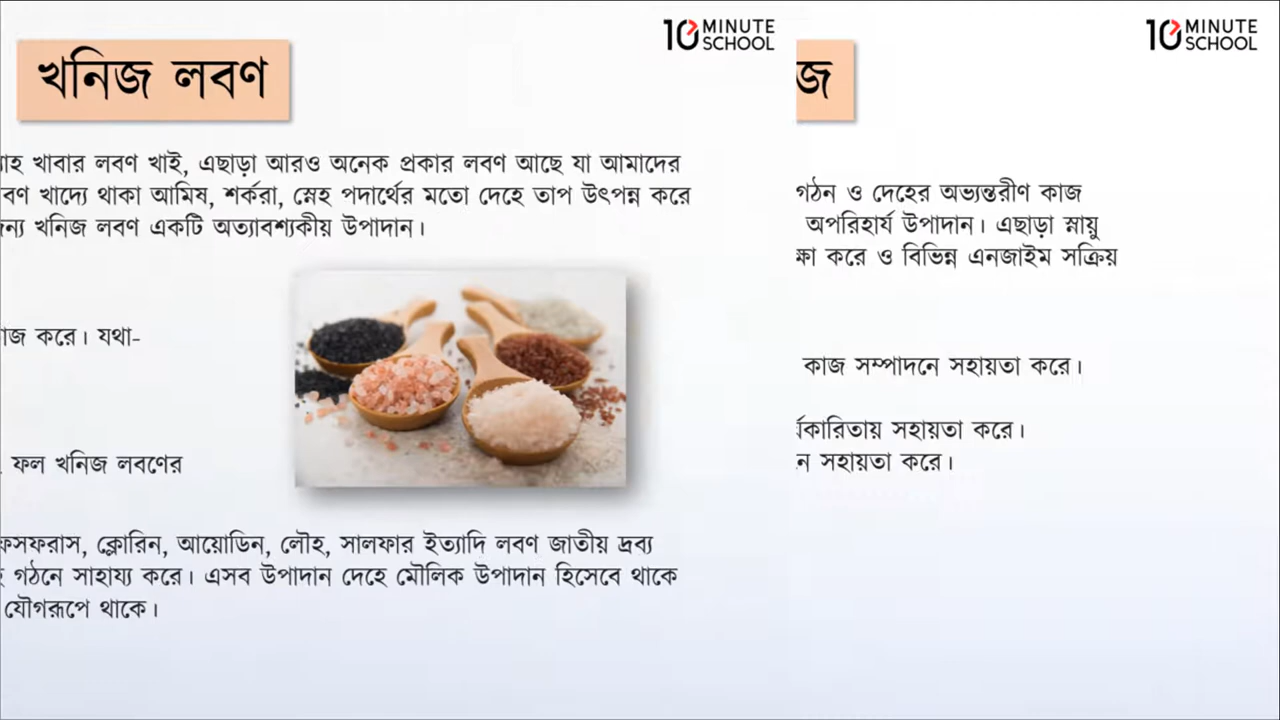 10 MINUTE SCHOOL
খনিজ লবণ
খাবার লবণ খাই, এছাড়া আরও অনেক প্রকার লবণ আছে যা আমাদের
খাদ্যে থাকা আমিষ, শর্করা, স্নেহ পদার্থের মতো দেহে তাপ উৎপন্ন করে
খনিজ লবণ একটি অত্যাবশ্যকীয় উপাদান।
করে। যথা-
ফল খনিজ লবণের
ক্লোরিন, আয়োডিন, লৌহ, সালফার ইত্যাদি লবণ জাতীয় দ্রব্য
গঠনে সাহায্য করে। এসব উপাদান দেহে মৌলিক উপাদান হিসেবে থাকে
যৌগরূপে থাকে।
10 MINUTE SCHOOL
গঠন ও দেহের অভ্যন্তরীণ কাজ
অপরিহার্য উপাদান। এছাড়া স্নায়ু
করে ও বিভিন্ন এনজাইম সক্রিয়
কাজ সম্পাদনে সহায়তা করে।
সহায়তা করে।
সহায়তা করে।